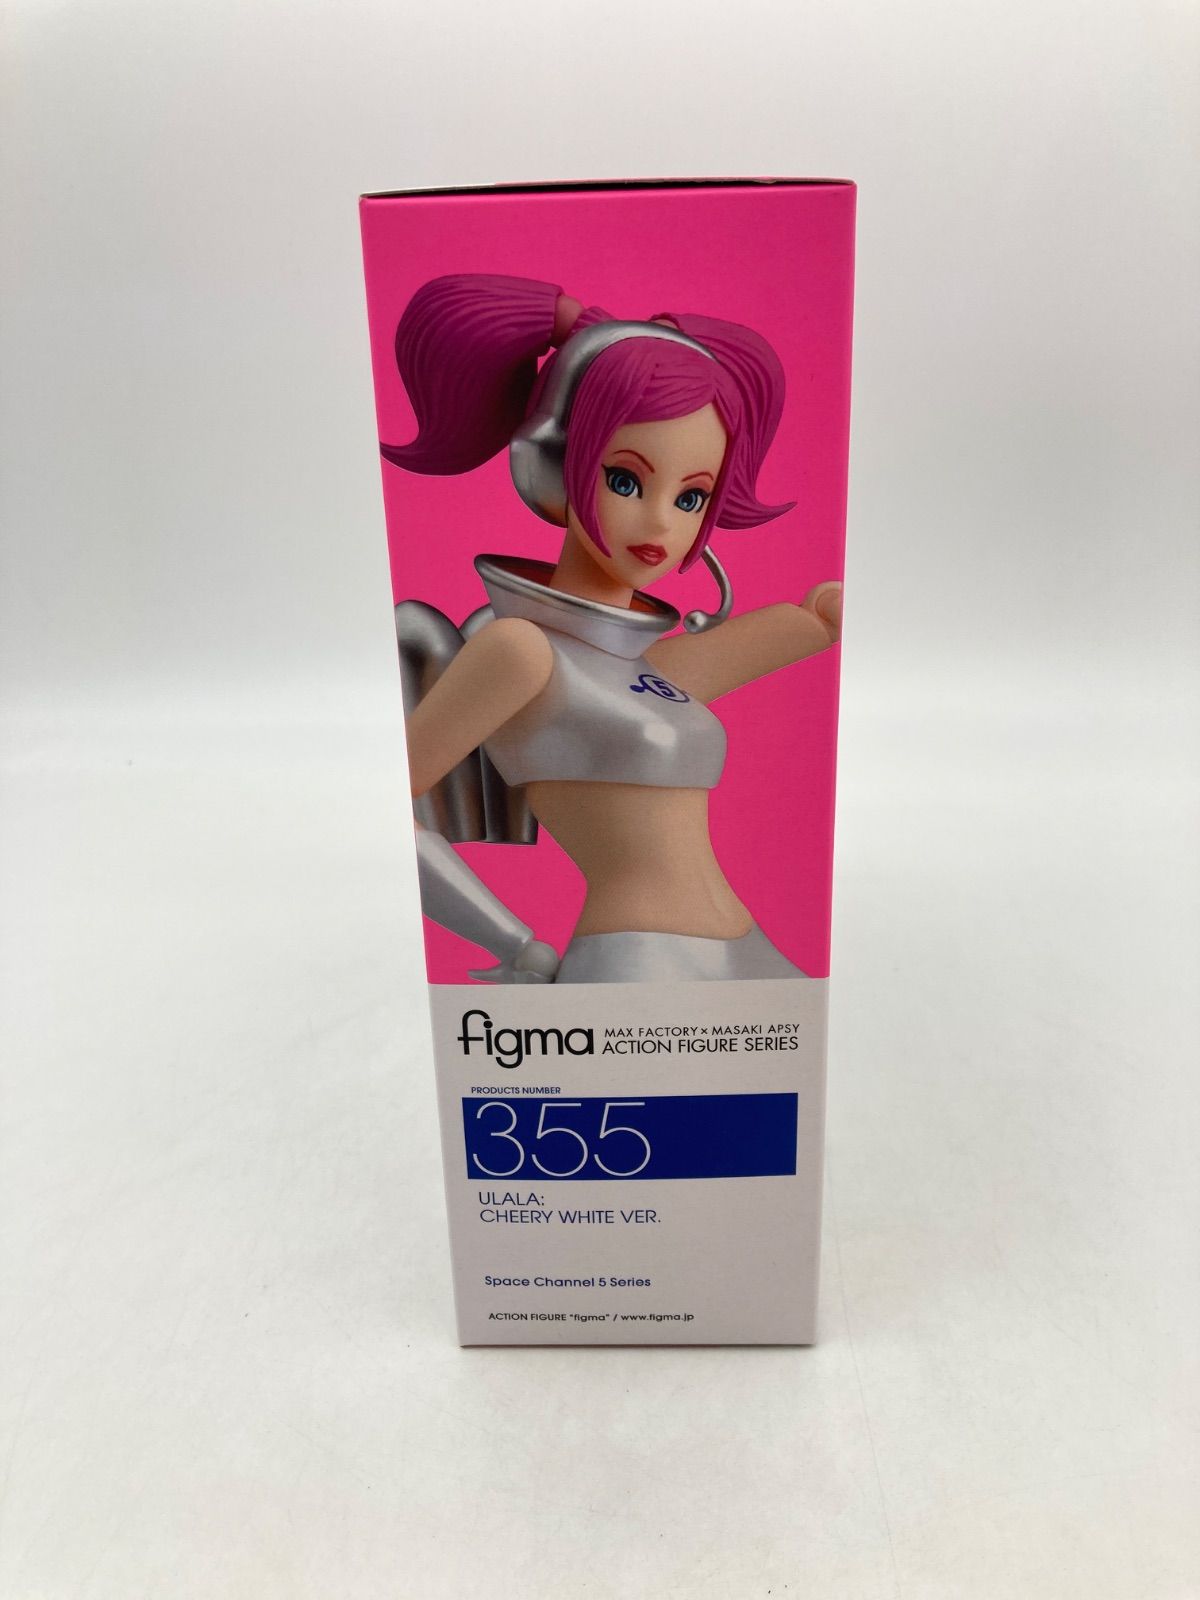 5
figma
MAX FACTORY × MASAKI APSY
ACTION FIGURE SERIES
PRODUCTS NUMBER
355
ULALA:
CHEERY WHITE VER.
Space Channel 5 Series
ACTION FIGURE "figma" / www.figma.jp